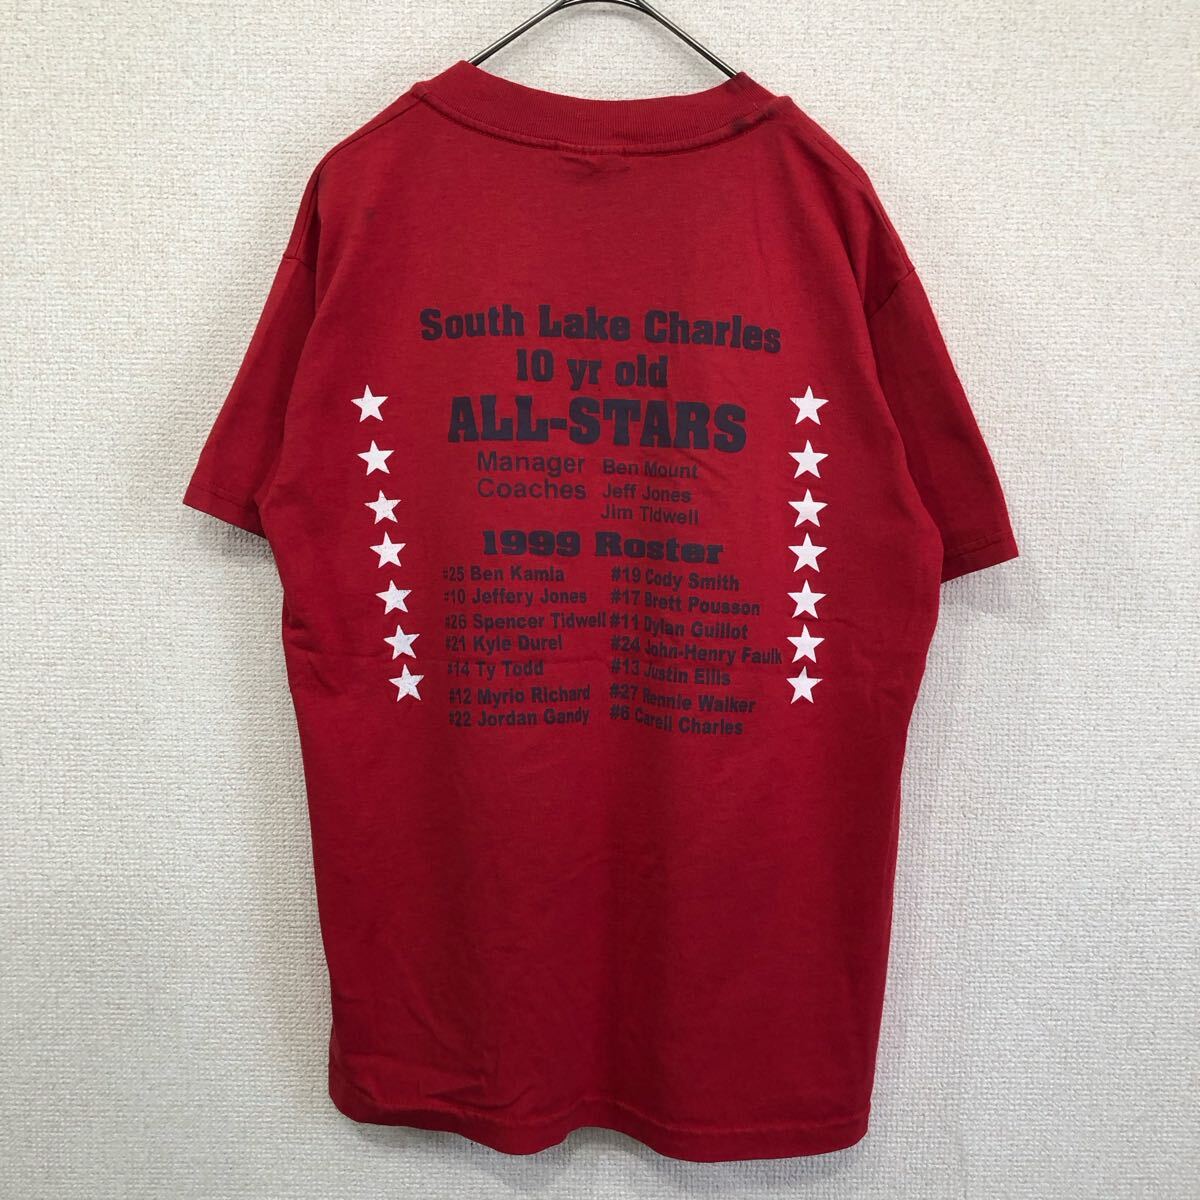 South Lake Charles
10 yr old
ALL-STARS
Manager Ben Mount
Coaches Jeff Jones
Jim Tidwell
1999 Roster
#25 Ben Kamla #19 Cody Smith
#10 Jeffery Jones #17 Brett Pousson
#26 Spencer Tidwell #11 Dylan Guillot
#21 Kyle Durel #24 John-Henry Faulk
#14 Ty Todd #13 Justin Ellis
#12 Myrio Richard #27 Rennie Walker
#22 Jordan Gandy #6 Carell Charles